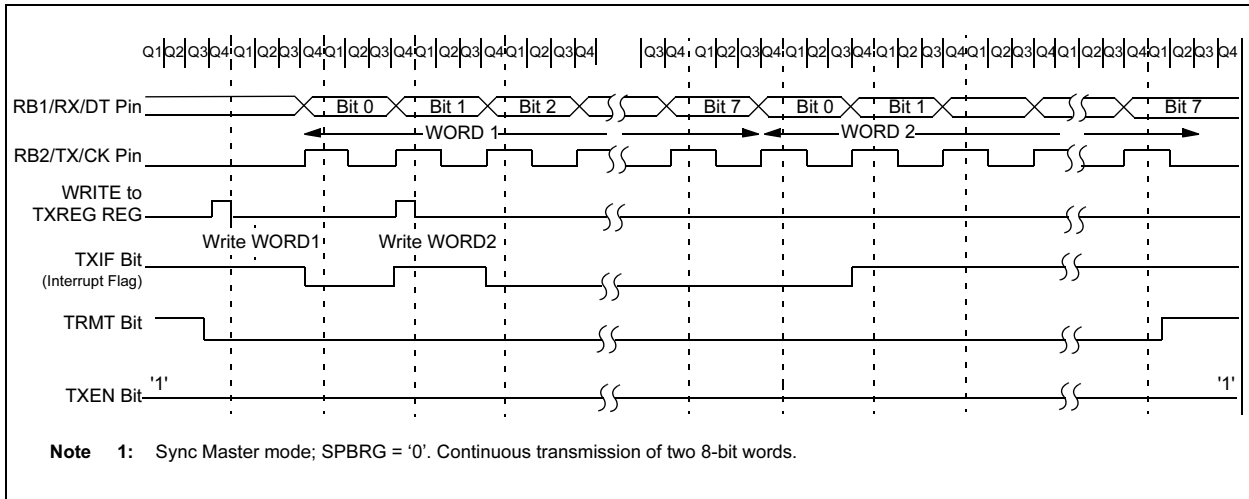 Q1 Q2 Q3 Q4 Q1 Q2 Q3 Q4 Q1 Q2 Q3 Q4 Q1 Q2 Q3 Q4 Q1 Q2 Q3 Q4 Q3 Q4 Q1 Q2 Q3 Q4 Q1 Q2 Q3 Q4 Q1 Q2 Q3 Q4 Q1 Q2 Q3 Q4 Q1 Q2 Q3 Q4 Q1 Q2 Q3 Q4
RB1/RX/DT Pin Bit 0 Bit 1 Bit 2 Bit 7 Bit 0 Bit 1 Bit 7
WORD 1 WORD 2
RB2/TX/CK Pin
WRITE to
TXREG REG
Write WORD1 Write WORD2
TXIF Bit
(Interrupt Flag)
TRMT Bit
'1' '1'
TXEN Bit
Note 1: Sync Master mode; SPBRG = ‘0’. Continuous transmission of two 8-bit words.